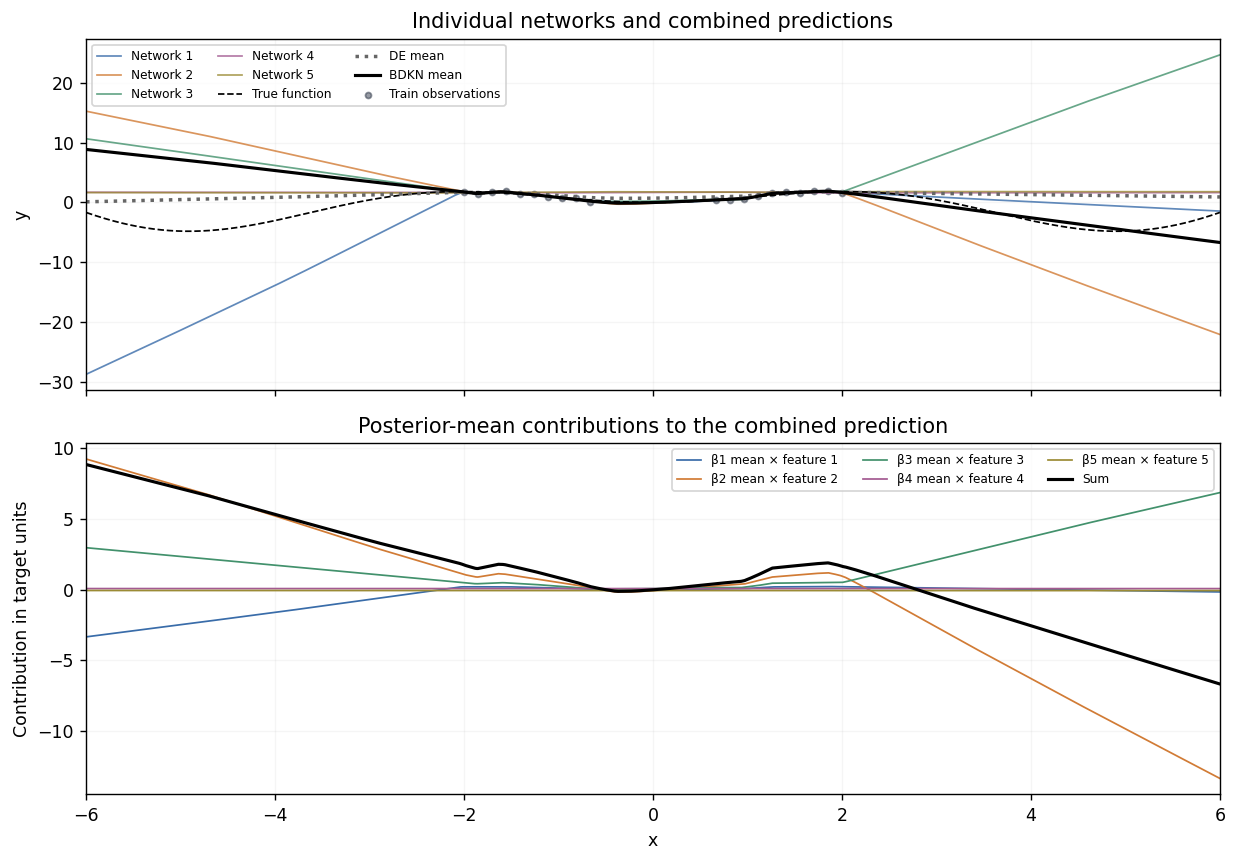 Individual networks and combined predictions
Network 1
Network 2
Network 3
Network 4
Network 5
True function
DE mean
BDKN mean
Train observations
y
20
10
0
−10
−20
−30
Posterior-mean contributions to the combined prediction
β1 mean × feature 1
β2 mean × feature 2
β3 mean × feature 3
β4 mean × feature 4
β5 mean × feature 5
Sum
Contribution in target units
10
5
0
−5
−10
−6
−4
−2
0
2
4
6
x